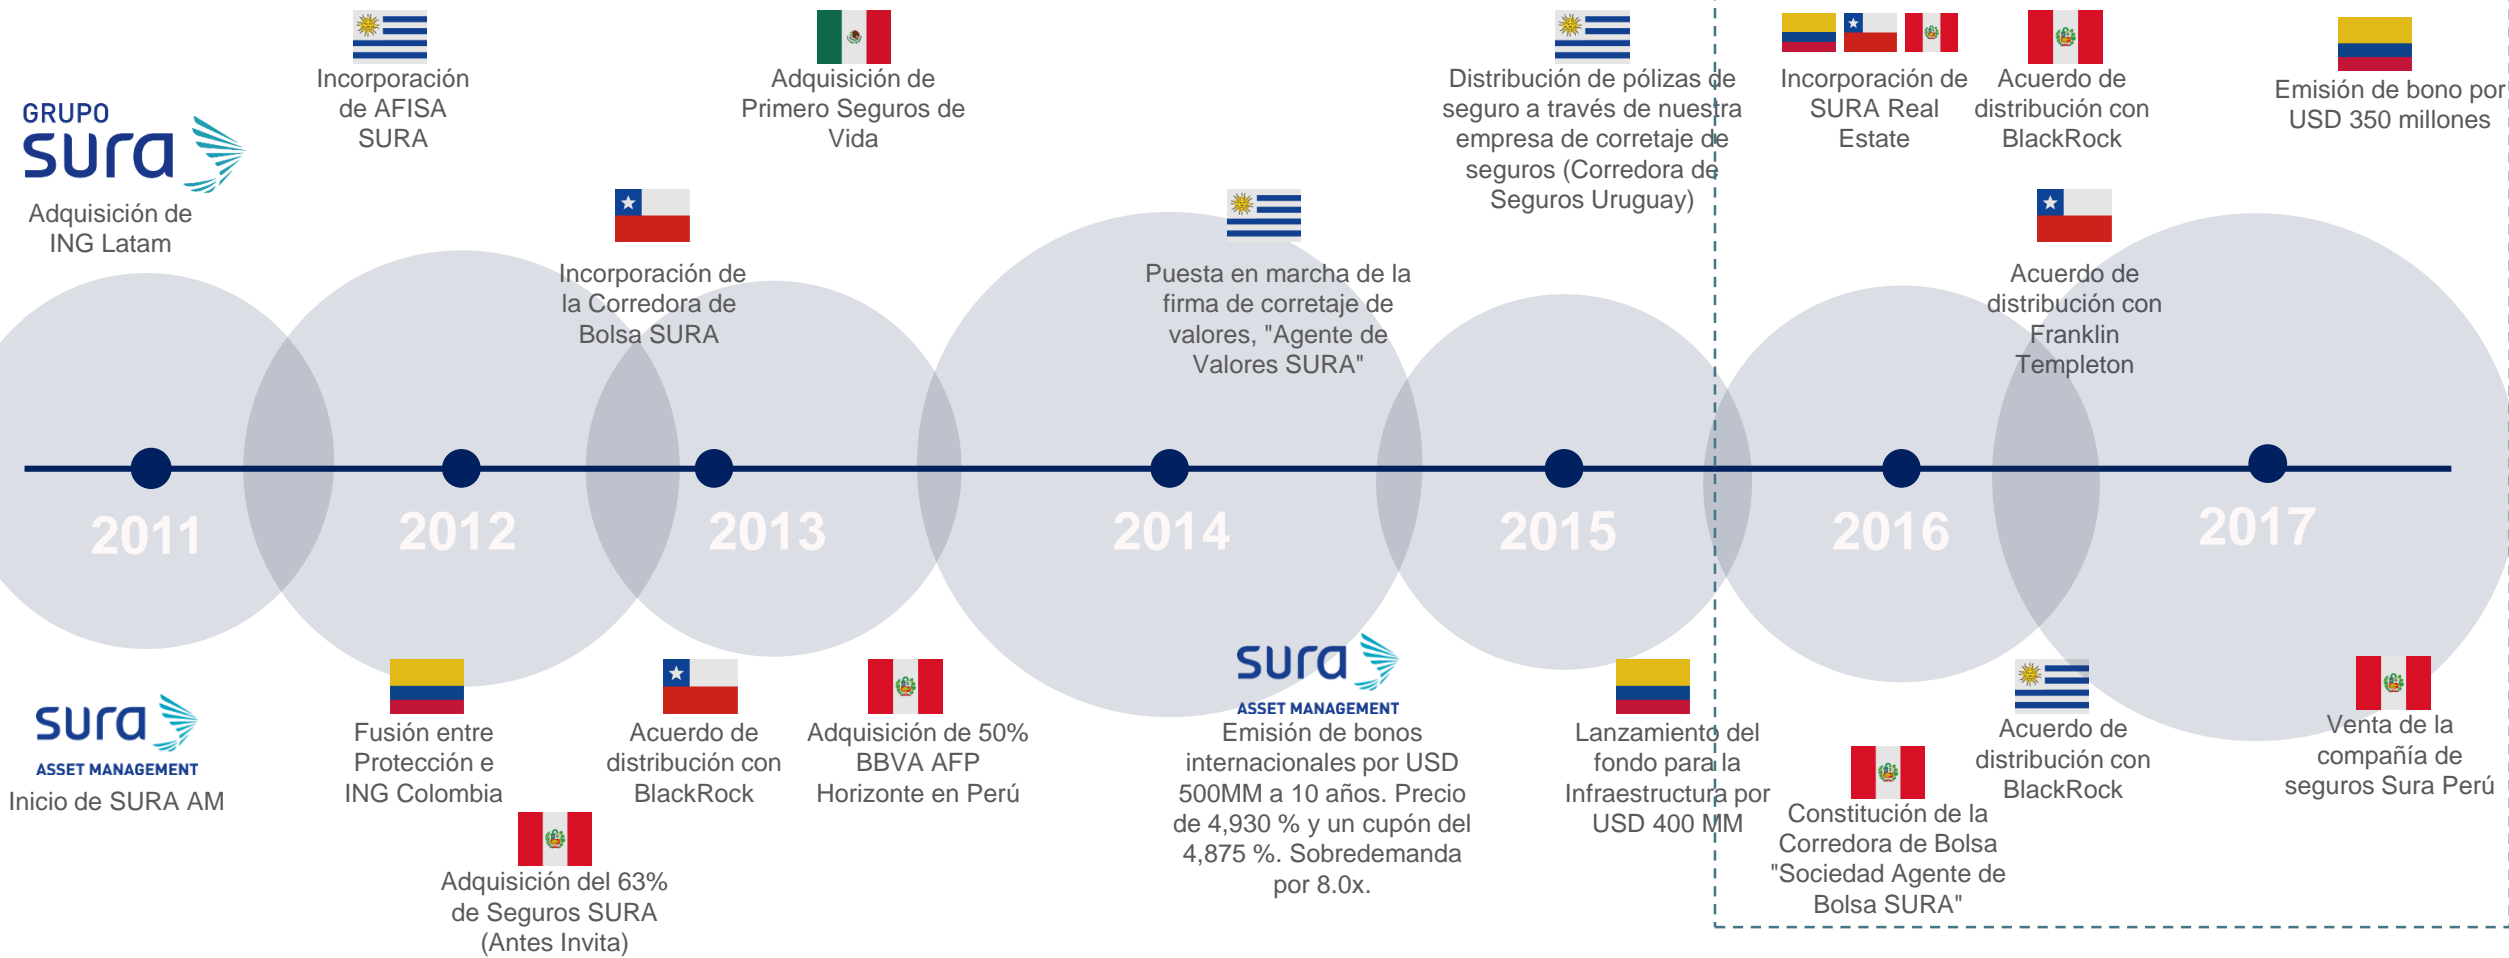 GRUPO
sura
Adquisición de
ING Latam
Incorporación
de AFISA
SURA
Incorporación de
la Corredora de
Bolsa SURA
Adquisición de
Primero Seguros de
Vida
Puesta en marcha de la
firma de corretaje de
valores, "Agente de
Valores SURA"
Distribución de pólizas de
seguro a través de nuestra
empresa de corretaje de
seguros (Corredora de
Seguros Uruguay)
Incorporación de
SURA Real
Estate
Acuerdo de
distribución con
BlackRock
Acuerdo de
distribución con
Franklin
Templeton
Emisión de bono por
USD 350 millones
2011
2012
2013
2014
2015
2016
2017
sura
ASSET MANAGEMENT
Inicio de SURA AM
Fusión entre
Protección e
ING Colombia
Adquisición del 63%
de Seguros SURA
(Antes Invita)
Acuerdo de
distribución con
BlackRock
Adquisición de 50%
BBVA AFP
Horizonte en Perú
sura
ASSET MANAGEMENT
Emisión de bonos
internacionales por USD
500MM a 10 años. Precio
de 4,930 % y un cupón del
4,875 %. Sobredemanda
por 8.0x.
Lanzamiento del
fondo para la
Infraestructura por
USD 400 MM
Constitución de la
Corredora de Bolsa
"Sociedad Agente de
Bolsa SURA"
Acuerdo de
distribución con
BlackRock
Venta de la
compañía de
seguros Sura Perú